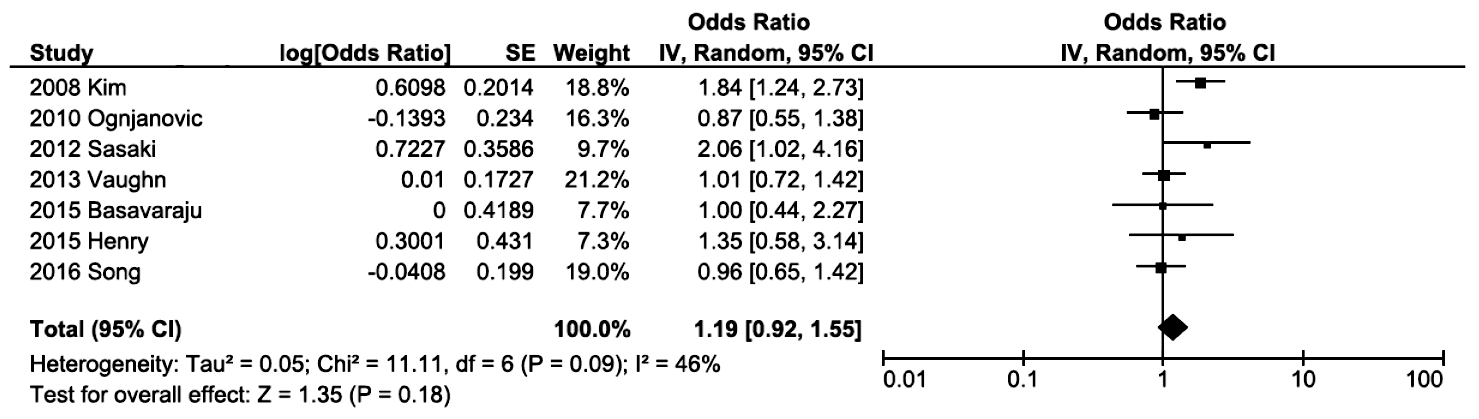 Odds Ratio Odds Ratio
Study log[Odds Ratio] SE Weight IV, Random, 95% CI IV, Random, 95% CI
2008 Kim 0.6098 0.2014 18.8% 1.84 [1.24, 2.73]
2010 Ognjanovic -0.1393 0.234 16.3% 0.87 [0.55, 1.38]
2012 Sasaki 0.7227 0.3586 9.7% 2.06 [1.02, 4.16]
2013 Vaughn 0.01 0.1727 21.2% 1.01 [0.72, 1.42]
2015 Basavaraju 0 0.4189 7.7% 1.00 [0.44, 2.27]
2015 Henry 0.3001 0.431 7.3% 1.35 [0.58, 3.14]
2016 Song -0.0408 0.199 19.0% 0.96 [0.65, 1.42]
Total (95% CI) 100.0% 1.19 [0.92, 1.55]
Heterogeneity: Tau² = 0.05; Chi² = 11.11, df = 6 (P = 0.09); I² = 46%
Test for overall effect: Z = 1.35 (P = 0.18)
0.01 0.1 1 10 100